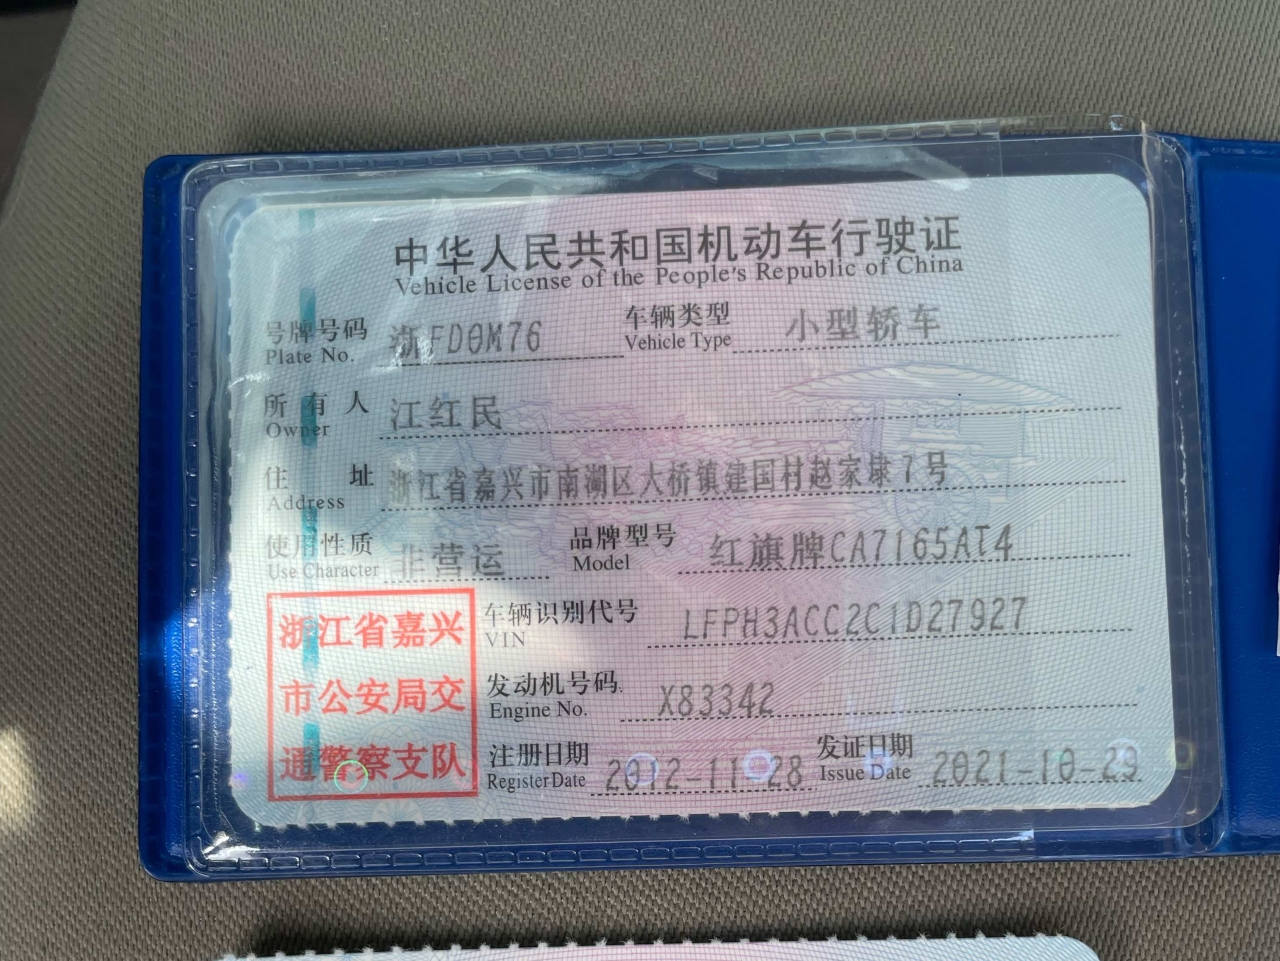 中华人民共和国机动车行驶证
Vehicle License of the People's Republic of China
号牌号码 浙FD0M76 车辆类型 小型轿车
Plate No. Vehicle Type
所有人 江红民
Owner
住址 浙江省嘉兴市南湖区大桥镇建国村赵家埭7号
Address
使用性质 非营运 品牌型号 红旗牌CA7165AT4
Use Character Model
浙江省嘉兴
市公安局交
通警察支队
车辆识别代号 LFPH3ACC2C1D27927
VIN
发动机号码 X83342
Engine No.
注册日期 2012-11-28 发证日期 2021-10-29
Register Date Issue Date